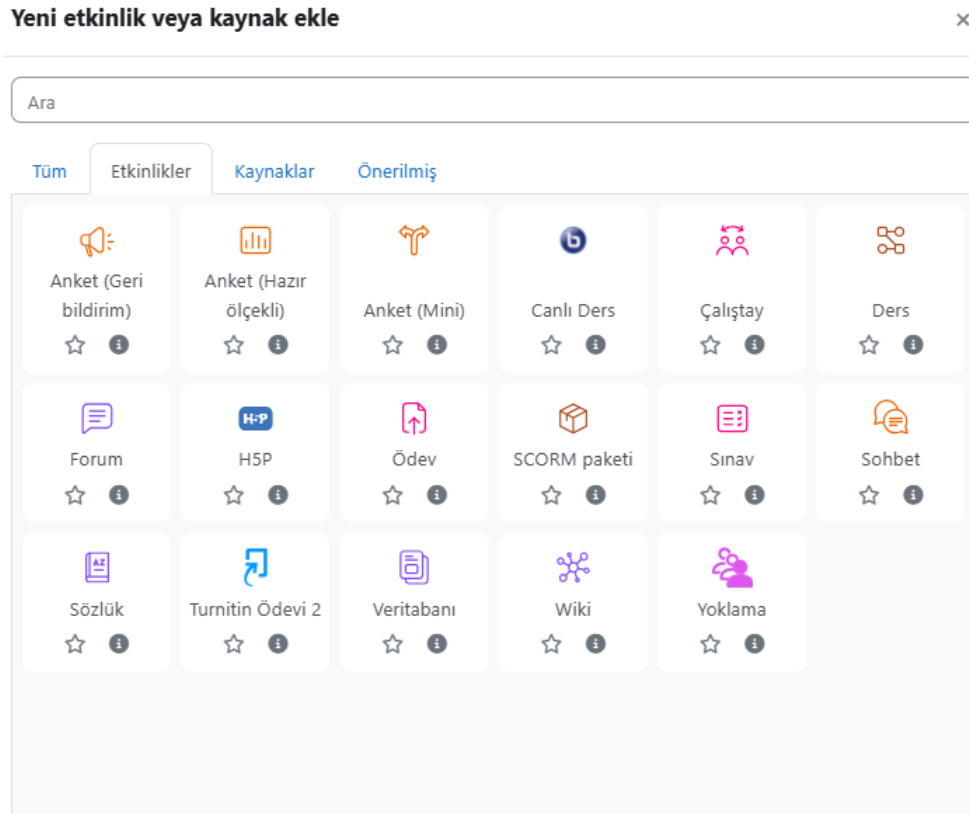 Yeni etkinlik veya kaynak ekle
Ara
Tüm Etkinlikler Kaynaklar Önerilmiş
Anket (Geri
bildirim)
Anket (Hazır
ölçekli)
Anket (Mini)
Canlı Ders
Çalıştay
Ders
Forum
H5P
H5P
Ödev
SCORM paketi
Sınav
Sohbet
AZ
Sözlük
Turnitin Ödevi 2
Veritabanı
Wiki
Yoklama